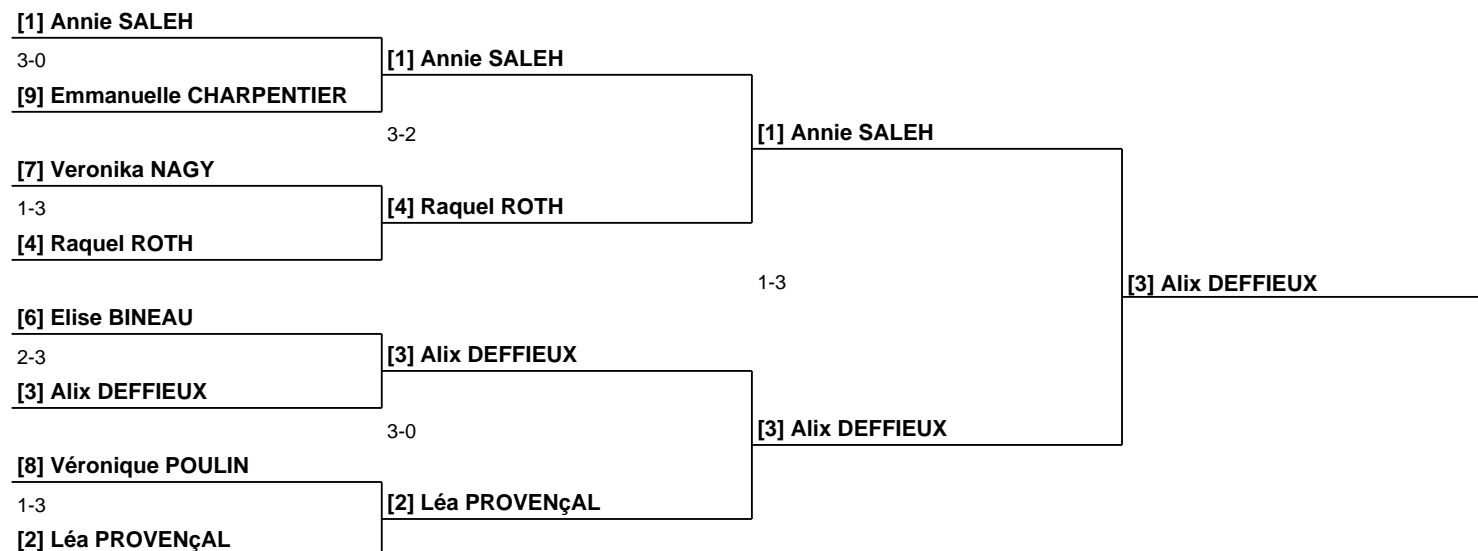 [1] Annie SALEH
3-0
[9] Emmanuelle CHARPENTIER
[7] Veronika NAGY
1-3
[4] Raquel ROTH
[6] Elise BINEAU
2-3
[3] Alix DEFFIEUX
[8] Véronique POULIN
1-3
[2] Léa PROVENçAL
[1] Annie SALEH
3-2
[4] Raquel ROTH
[3] Alix DEFFIEUX
3-0
[2] Léa PROVENçAL
[1] Annie SALEH
1-3
[3] Alix DEFFIEUX
[3] Alix DEFFIEUX